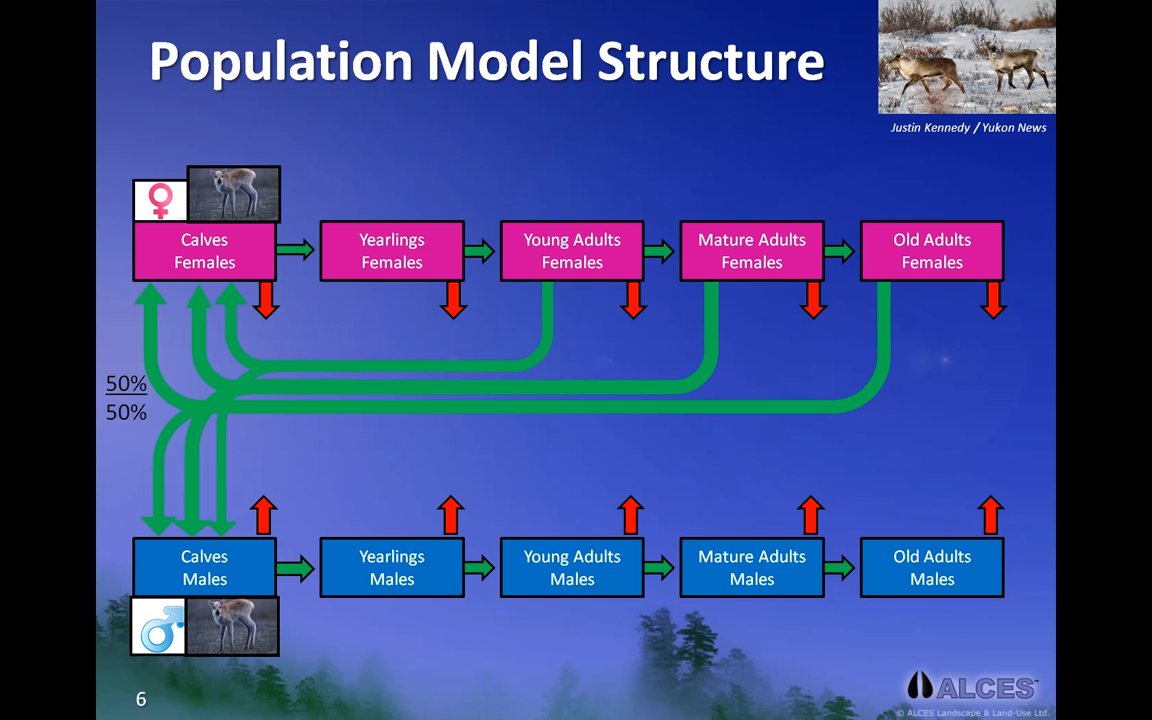 Population Model Structure
Justin Kennedy / Yukon News
Calves
Females
Yearlings
Females
Young Adults
Females
Mature Adults
Females
Old Adults
Females
50%
50%
Calves
Males
Yearlings
Males
Young Adults
Males
Mature Adults
Males
Old Adults
Males
6
ALCES™
© ALCES Landscape & Land-Use Ltd.